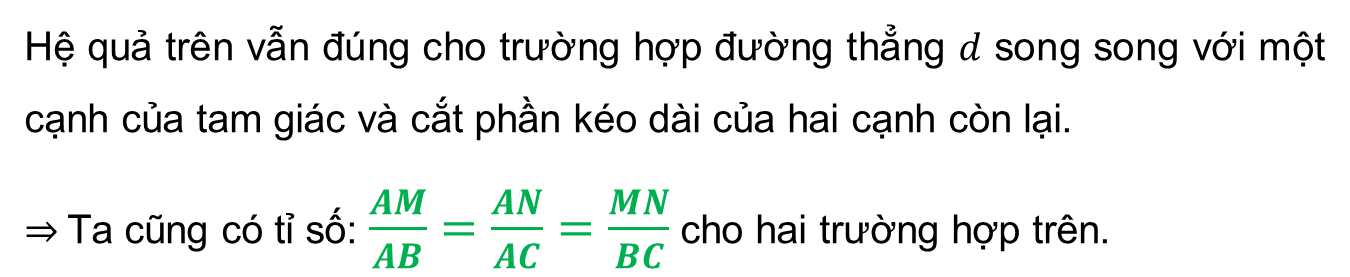 Hệ quả trên vẫn đúng cho trường hợp đường thẳng d song song với một
cạnh của tam giác và cắt phần kéo dài của hai cạnh còn lại.
⇒ Ta cũng có tỉ số: AM/AB = AN/AC = MN/BC cho hai trường hợp trên.